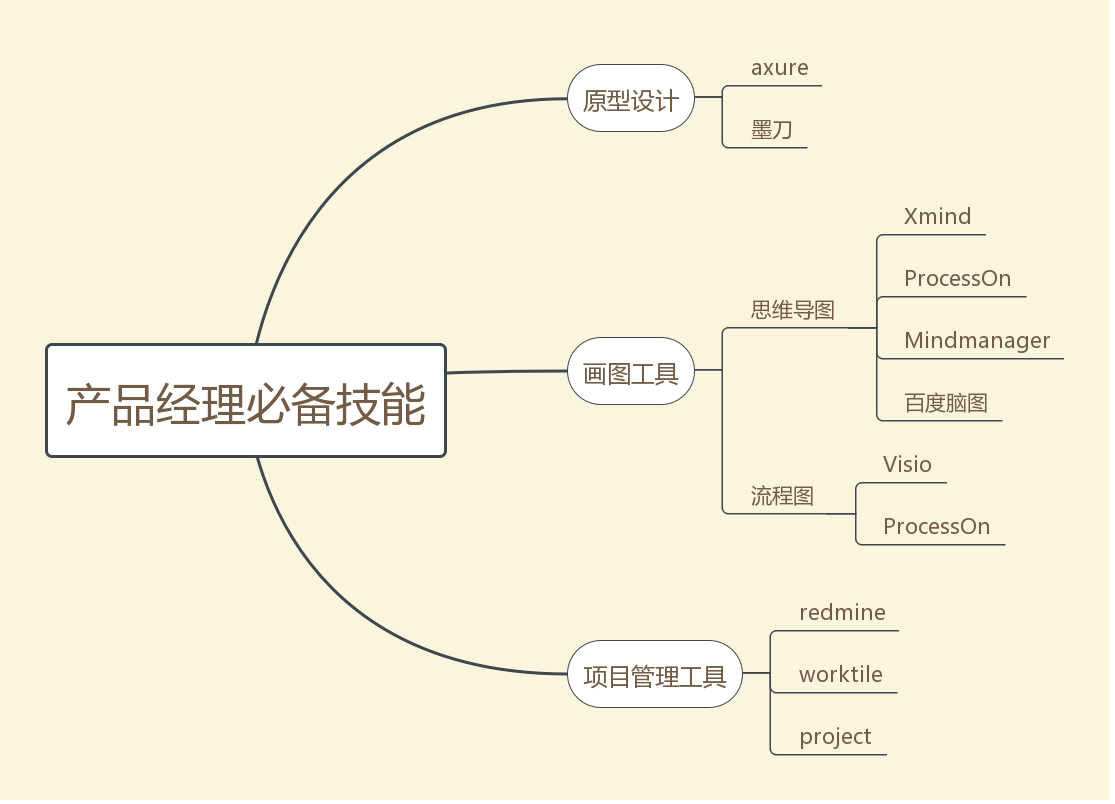 产品经理必备技能
原型设计
axure
墨刀
画图工具
思维导图
Xmind
ProcessOn
Mindmanager
百度脑图
流程图
Visio
ProcessOn
项目管理工具
redmine
worktile
project